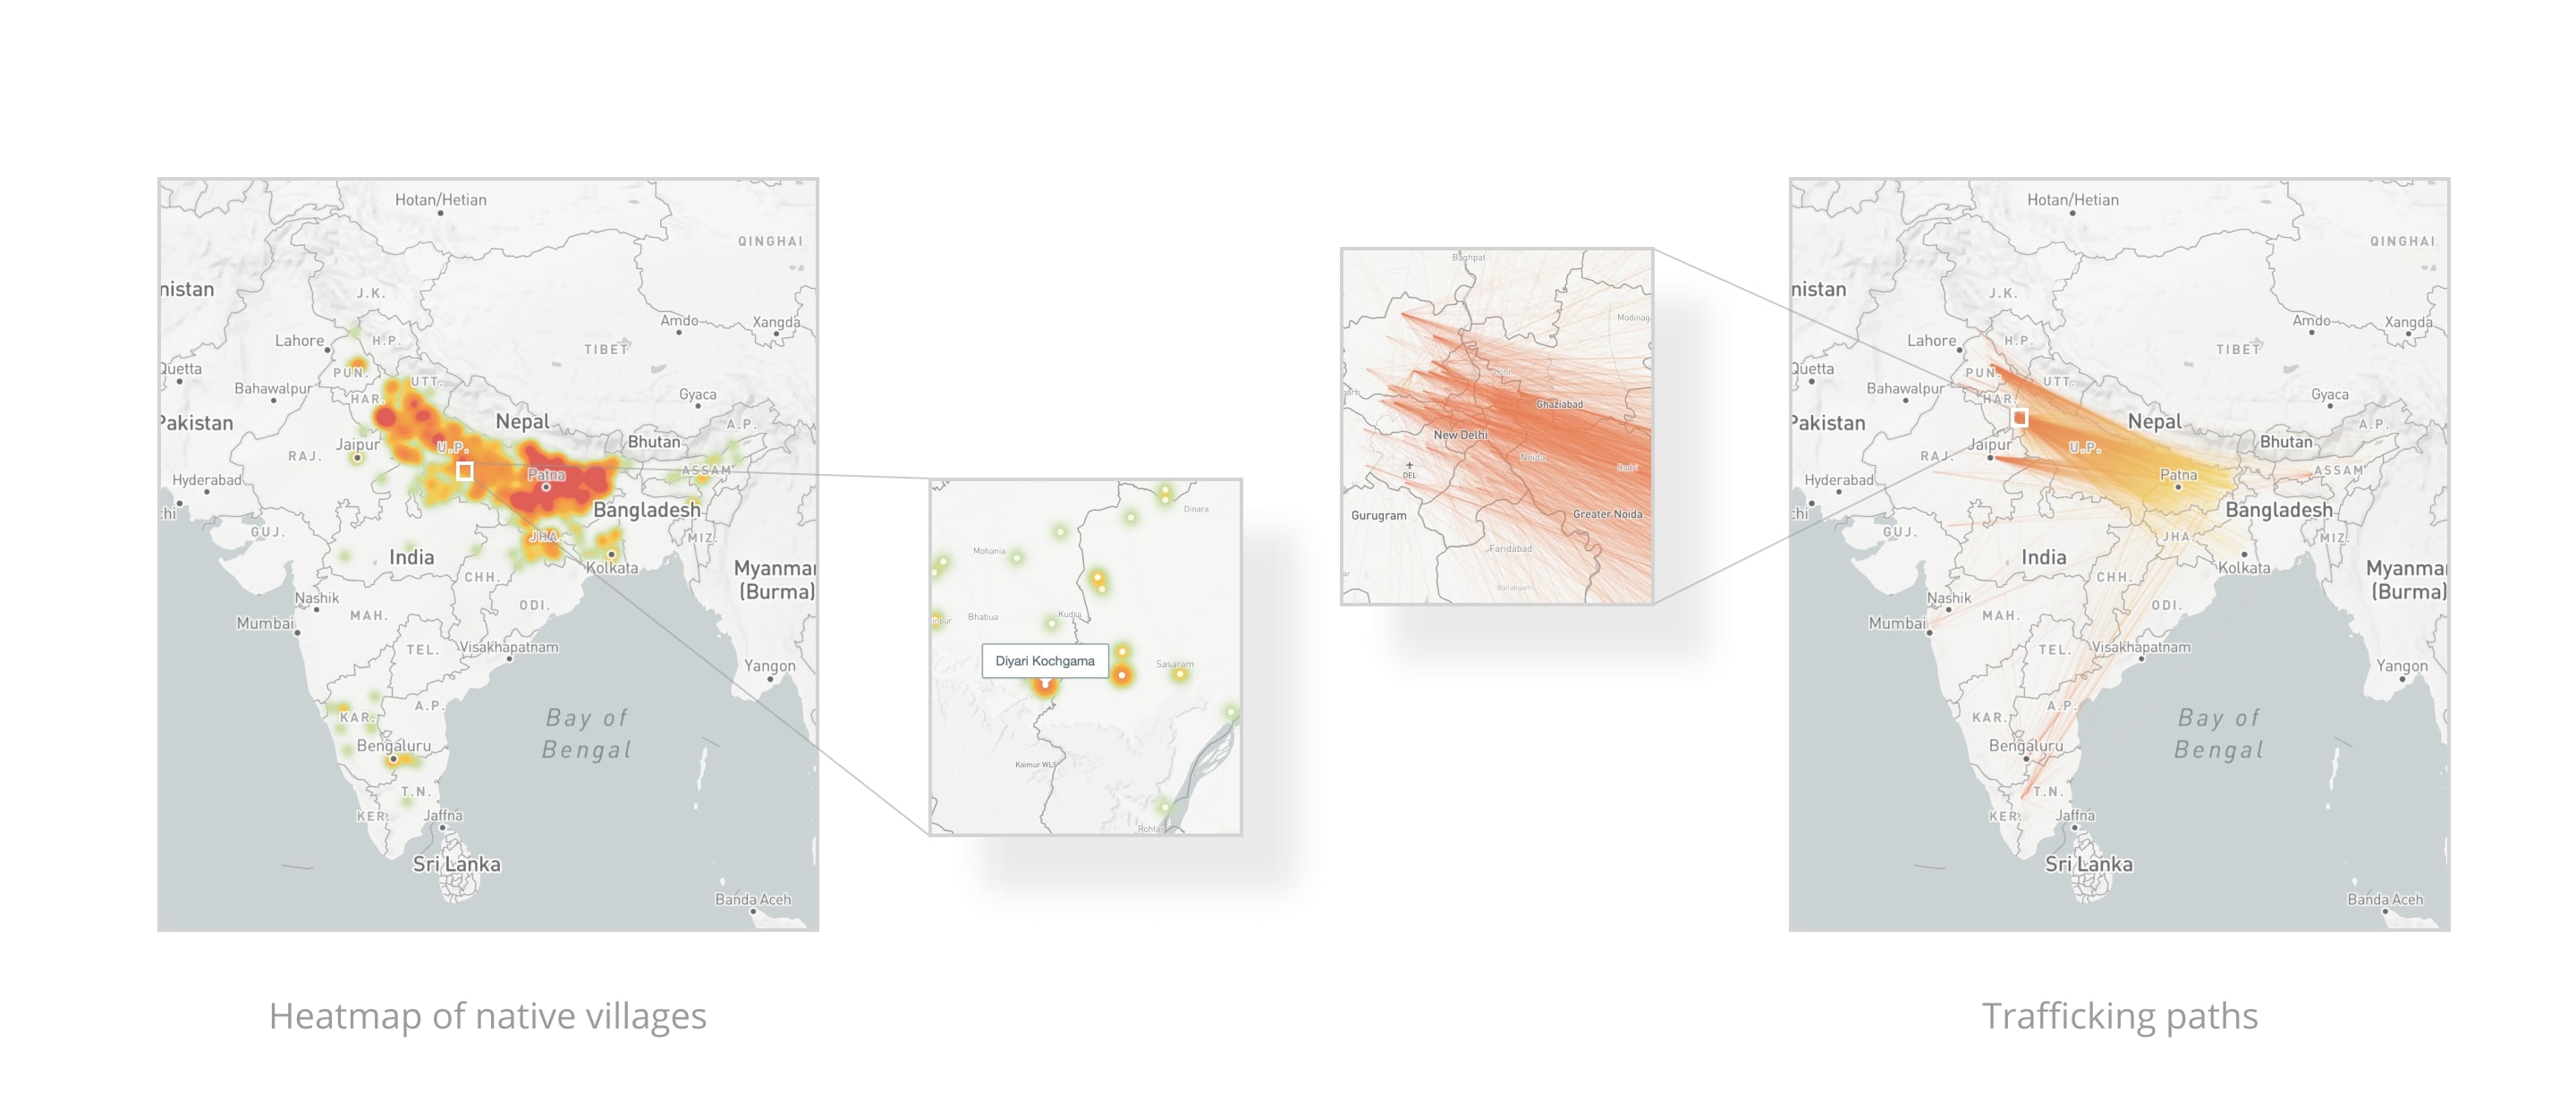 Hotan/Hetian
QINGHAI
nistan
J.K.
Amdo
Xangda
Lahore
H.P.
TIBET
Quetta
PUN.
UTT.
Bahawalpur
HAR.
Gyaca
Pakistan
Nepal
A.P.
Jaipur
U.P.
Bhutan
RAJ.
Patna
ASSAM
Hyderabad
hi
Bangladesh
GUJ.
JHA.
MIZ.
India
Kolkata
CHH.
Myanmar
(Burma)
Nashik
ODI.
MAH.
Mumbai
TEL.
Visakhapatnam
Yangon
KAR.
A.P.
Bay of
Bengal
Bengaluru
T.N.
KER.
Jaffna
Sri Lanka
Banda Aceh
Dinara
Mohania
Bhabua
Kudra
Diyari Kochgama
Sasaram
Kaimur WLS
Rohta
Baghpat
Modinag
Ghaziabad
New Delhi
Noida
Dadri
DEL
Gurugram
Greater Noida
Faridabad
Ballabgarh
Hotan/Hetian
QINGHAI
nistan
J.K.
Amdo
Xangda
Lahore
H.P.
TIBET
Quetta
PUN.
UTT.
Bahawalpur
HAR.
Gyaca
Pakistan
Nepal
A.P.
Jaipur
U.P.
Bhutan
RAJ.
Patna
ASSAM
Hyderabad
hi
Bangladesh
GUJ.
JHA.
MIZ.
India
Kolkata
CHH.
Myanmar
(Burma)
Nashik
ODI.
MAH.
Mumbai
TEL.
Visakhapatnam
Yangon
KAR.
A.P.
Bay of
Bengal
Bengaluru
T.N.
KER.
Jaffna
Sri Lanka
Banda Aceh
Heatmap of native villages
Trafficking paths